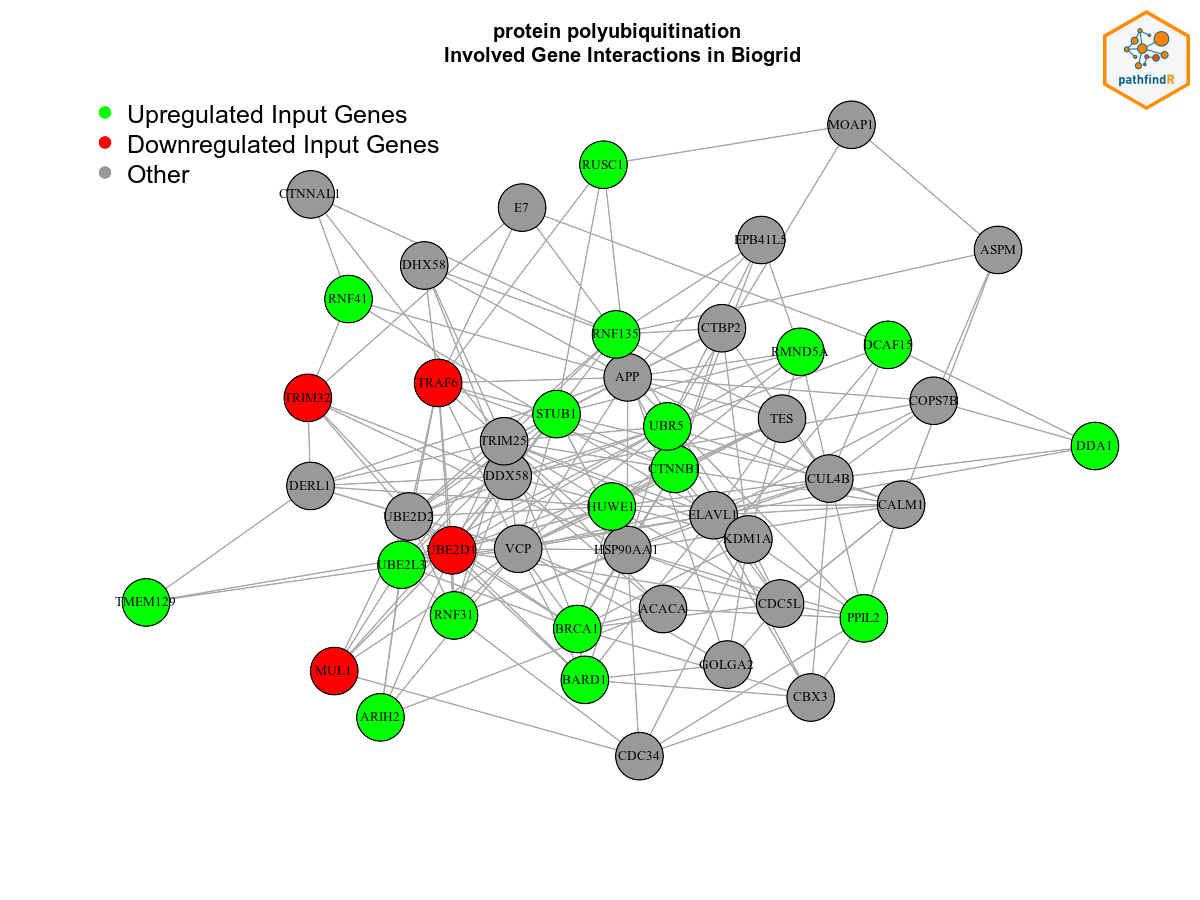 protein polyubiquitination
Involved Gene Interactions in Biogrid
pathfindR
Upregulated Input Genes
Downregulated Input Genes
Other
MOAP1
RUSC1
CTNNAL1
E7
EPB41L5
ASPM
DHX58
RNF41
CTBP2
RNF135
RMND5A
DCAF15
APP
TRAF6
TRIM32
COPS7B
STUB1
TES
UBR5
TRIM25
DDA1
CTNNB1
DDX58
CUL4B
DERL1
CALM1
HUWE1
ELAVL1
UBE2D2
KDM1A
VCP
HSP90AA1
UBE2D1
UBE2L3
TMEM129
CDC5L
ACACA
RNF31
PPIL2
BRCA1
GOLGA2
MUL1
BARD1
CBX3
ARIH2
CDC34